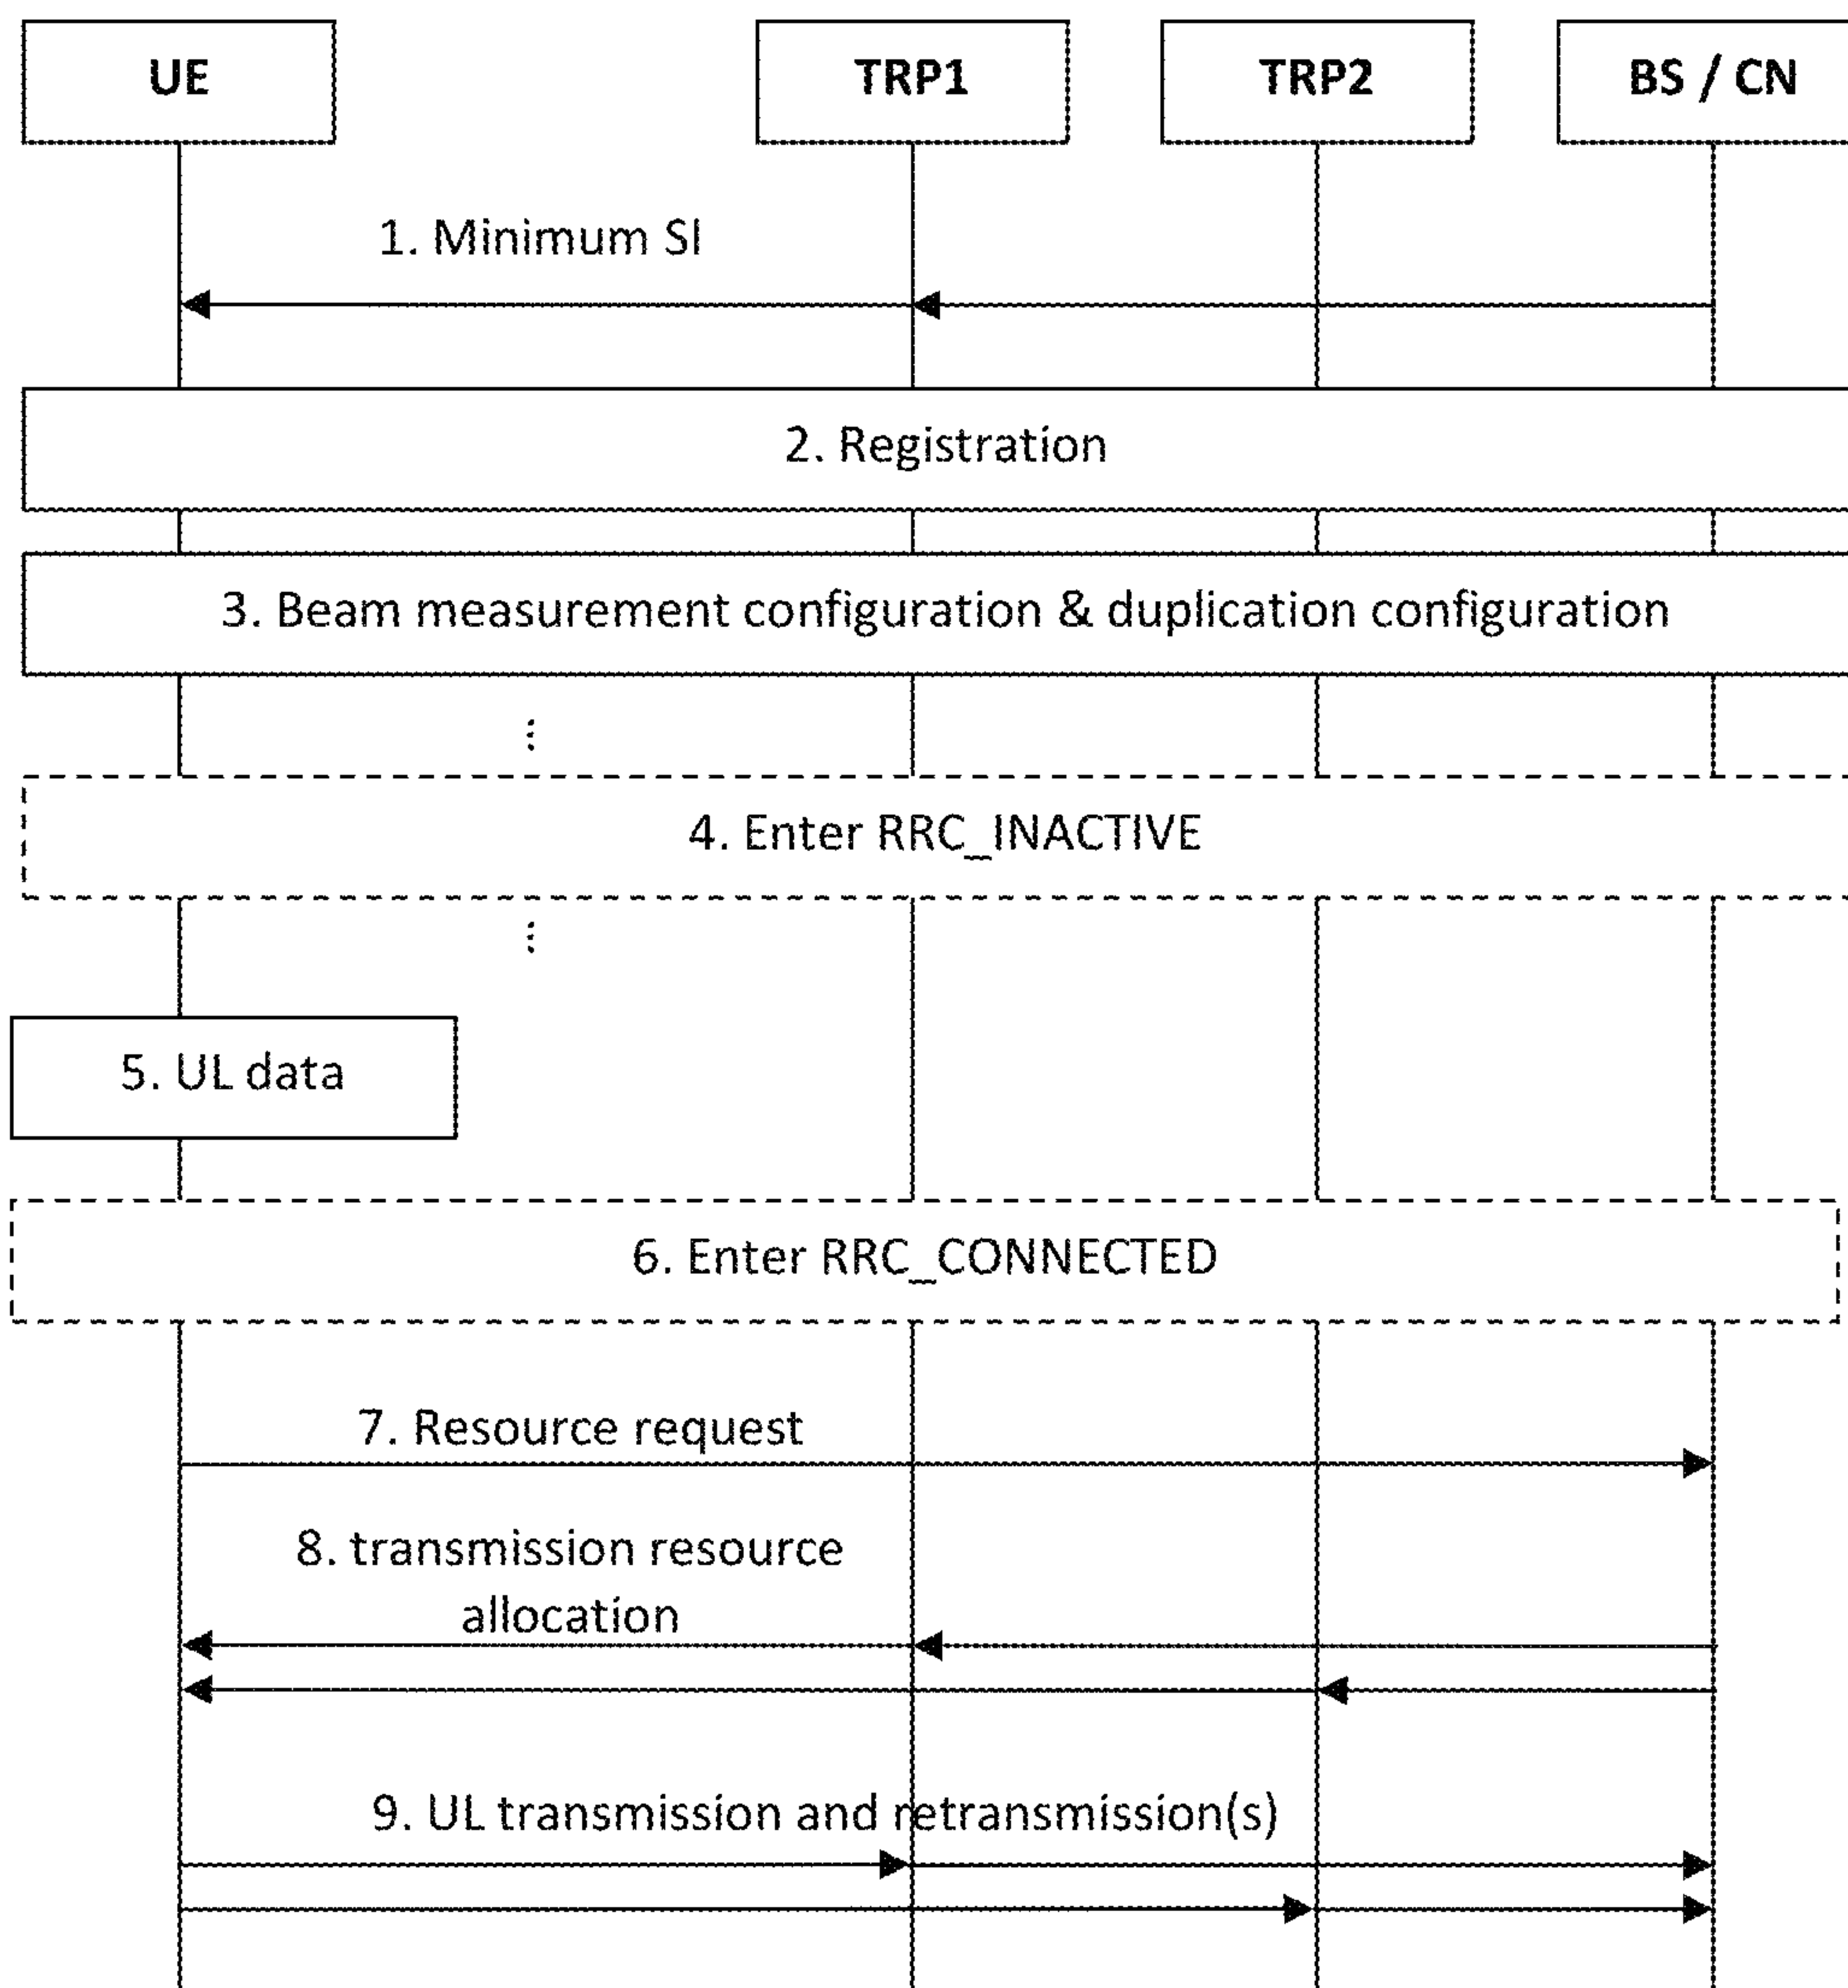 UE
TRP1
TRP2
BS / CN
1. Minimum SI
2. Registration
3. Beam measurement configuration & duplication configuration
⋮
4. Enter RRC_INACTIVE
⋮
5. UL data
6. Enter RRC_CONNECTED
7. Resource request
8. transmission resource
allocation
9. UL transmission and retransmission(s)